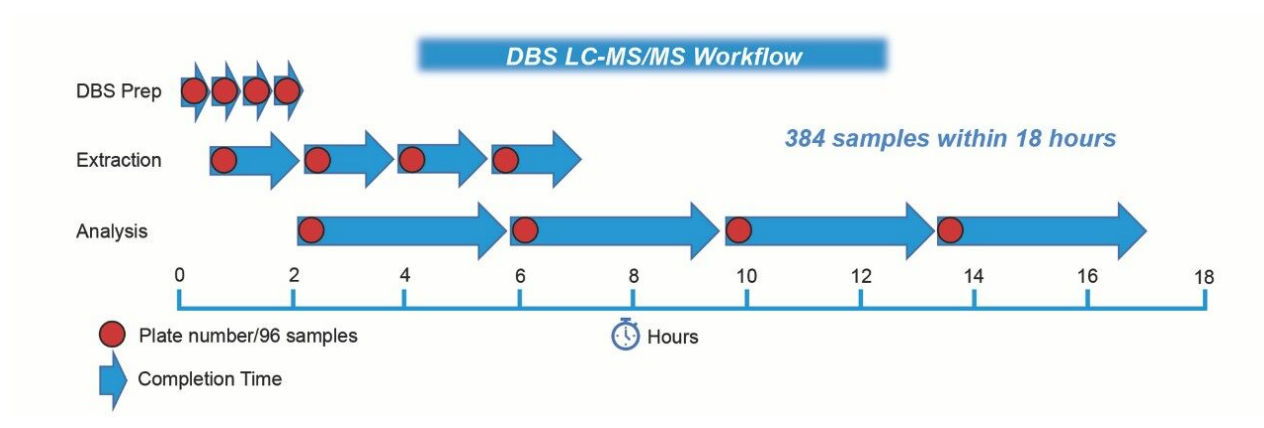 DBS LC-MS/MS Workflow
DBS Prep
384 samples within 18 hours
Extraction
Analysis
0 2 4 6 8 10 12 14 16 18
Plate number/96 samples
Hours
Completion Time